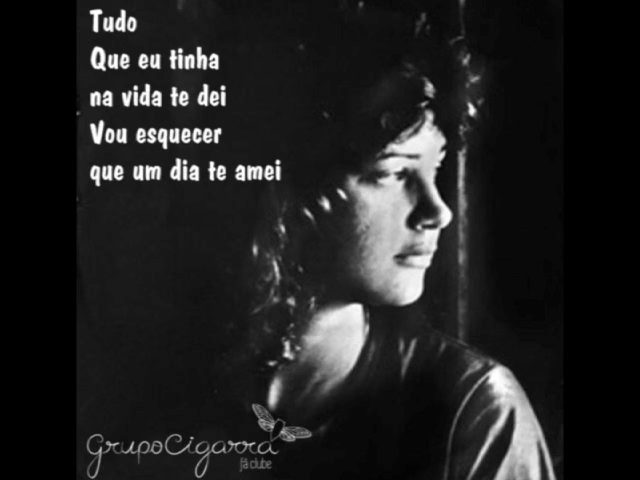 Tudo
Que eu tinha
na vida te dei
Vou esquecer
que um dia te amei
GrupoCigarra
fã clube